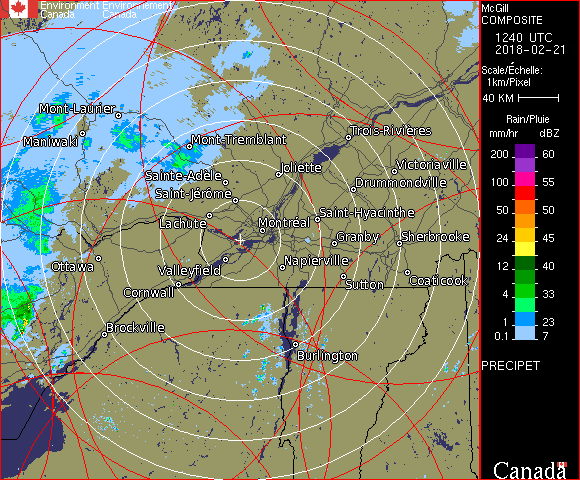 Environment Environnement
Canada Canada
McGill
COMPOSITE
1240 UTC
2018-02-21
Scale/Échelle:
1km/Pixel
40 KM
Rain/Pluie
mm/hr dBZ
200 60
100 55
50 50
24 45
12 40
4 33
1 23
0.1 7
PRECIPET
Canada
Mont-Laurier
Maniwaki
Mont-Tremblant
Trois-Rivières
Joliette
Victoriaville
Sainte-Adèle
Drummondville
Saint-Jérôme
Saint-Hyacinthe
Lachute
Montréal
Granby
Sherbrooke
Ottawa
Valleyfield
Napierville
Sutton
Coaticook
Cornwall
Brockville
Burlington